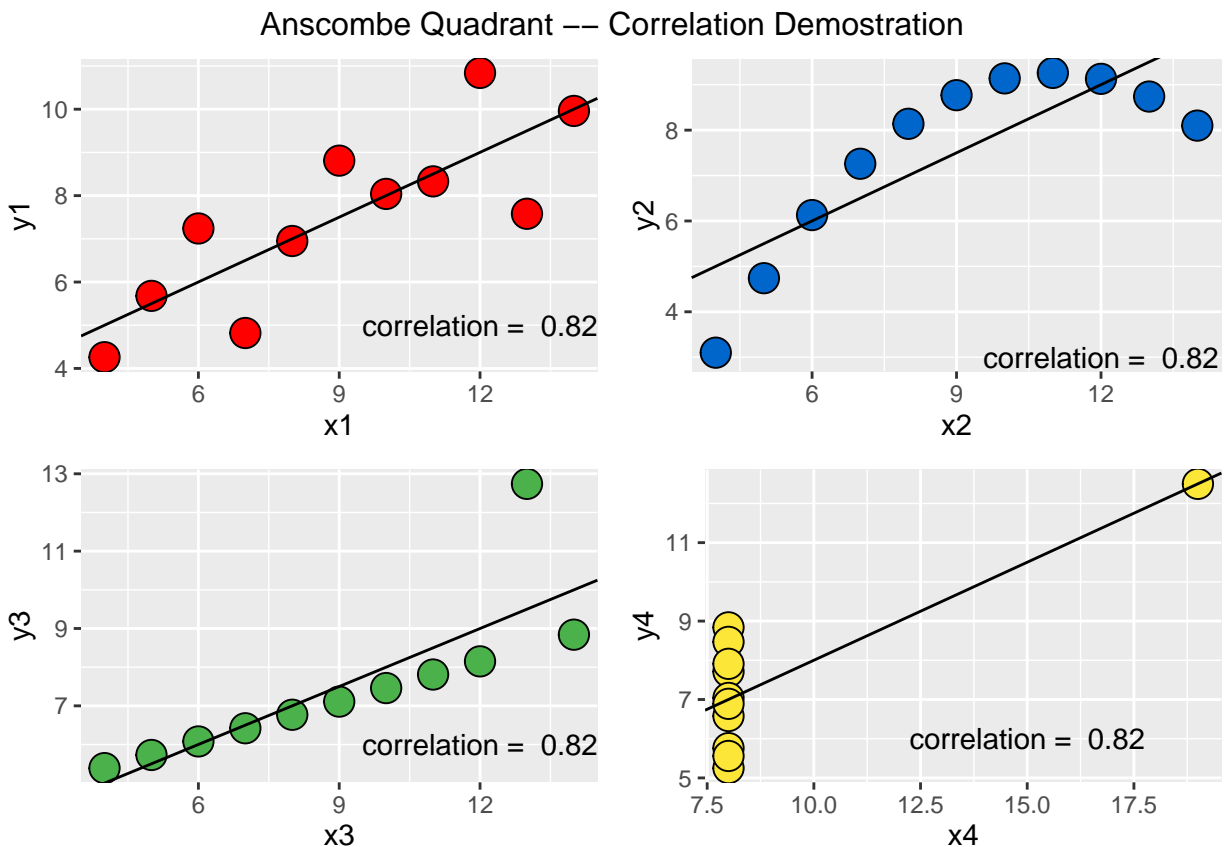 Anscombe Quadrant −− Correlation Demostration
y1
10
8
6
4
correlation =  0.82
6 9 12
x1
y2
8
6
4
correlation =  0.82
6 9 12
x2
y3
13
11
9
7
correlation =  0.82
6 9 12
x3
y4
11
9
7
5
correlation =  0.82
7.5 10.0 12.5 15.0 17.5
x4